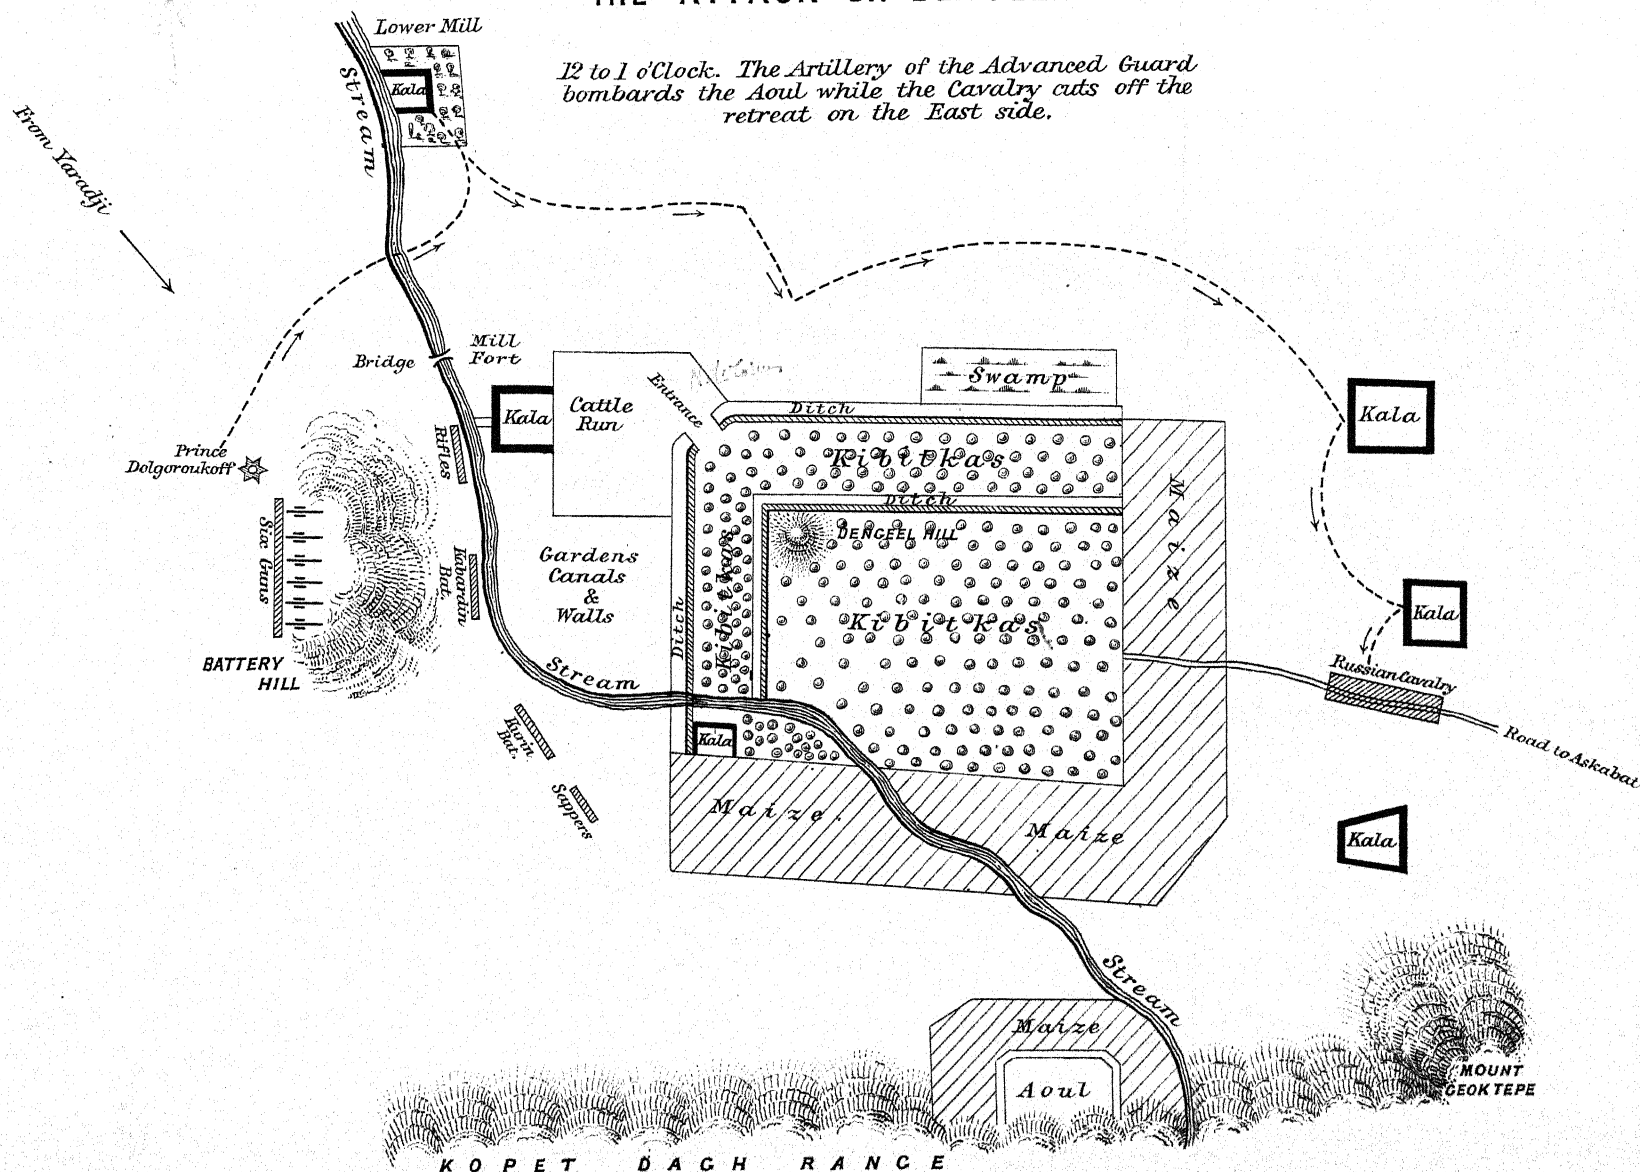 THE ATTACK
Lower Mill
12 to 1 o'Clock. The Artillery of the Advanced Guard
bombards the Aoul while the Cavalry cuts off the
retreat on the East side.
Stream
Kala
From Yaradji
Bridge
Mill
Fort
Kala
Cattle
Run
Entrance
Swamp
Ditch
Kala
Prince
Dolgoroukoff
Rifles
Kibitkas
Ditch
DENGEEL HILL
Maize
Six Guns
Kabardin
Bat.
Gardens
Canals
&
Walls
Ditch
Kibitkas
Kibitkas
Kala
BATTERY
HILL
Stream
Russian Cavalry
Road to Askabat
Kurin
Bat.
Kala
Sappers
Maize
Maize
Kala
Stream
Maize
Aoul
MOUNT
GEOK TEPE
KOPET DAGH RANGE